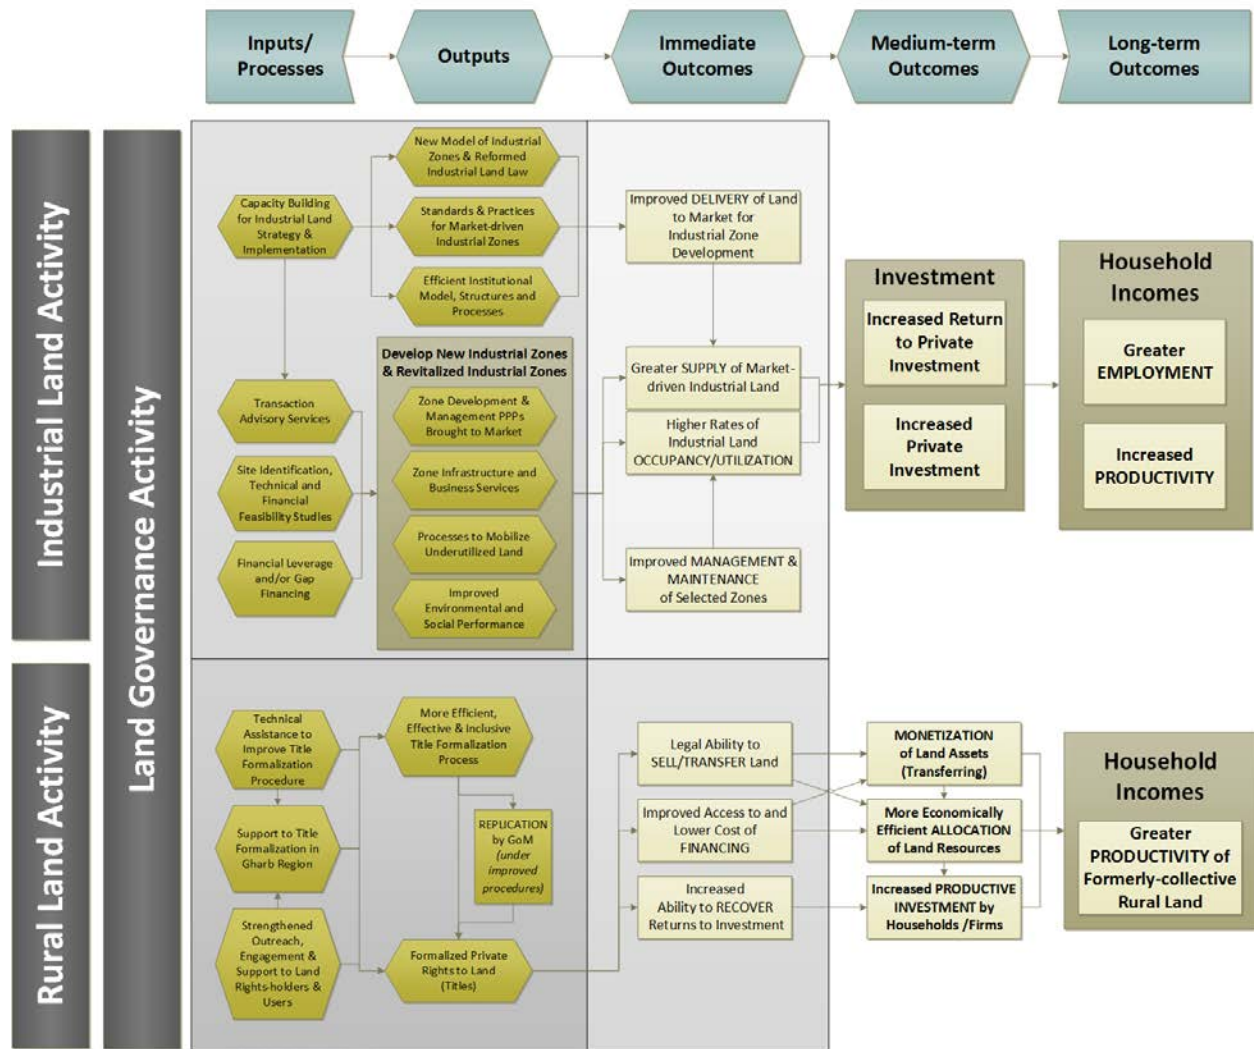 Inputs/
Processes
Outputs
Immediate
Outcomes
Medium-term
Outcomes
Long-term
Outcomes
Industrial Land Activity
Rural Land Activity
Land Governance Activity
Capacity Building
for Industrial Land
Strategy &
Implementation
New Model of Industrial
Zones & Reformed
Industrial Land Law
Standards & Practices
for Market-driven
Industrial Zones
Efficient Institutional
Model, Structures and
Processes
Improved DELIVERY of Land
to Market for
Industrial Zone
Development
Transaction
Advisory Services
Site Identification,
Technical and
Financial
Feasibility Studies
Financial Leverage
and/or Gap
Financing
Develop New Industrial Zones
& Revitalized Industrial Zones
Zone Development &
Management PPPs
Brought to Market
Zone Infrastructure and
Business Services
Processes to Mobilize
Underutilized Land
Improved
Environmental and
Social Performance
Greater SUPPLY of Market-
driven Industrial Land
Higher Rates of
Industrial Land
OCCUPANCY/UTILIZATION
Improved MANAGEMENT &
MAINTENANCE
of Selected Zones
Investment
Increased Return
to Private
Investment
Increased
Private
Investment
Household
Incomes
Greater
EMPLOYMENT
Increased
PRODUCTIVITY
Technical
Assistance to
Improve Title
Formalization
Procedure
Support to Title
Formalization in
Gharb Region
Strengthened
Outreach,
Engagement &
Support to Land
Rights-holders &
Users
More Efficient,
Effective & Inclusive
Title Formalization
Process
REPLICATION
by GoM
(under
improved
procedures)
Formalized Private
Rights to Land
(Titles)
Legal Ability to
SELL/TRANSFER Land
Improved Access to and
Lower Cost of
FINANCING
Increased
Ability to RECOVER
Returns to Investment
MONETIZATION
of Land Assets
(Transferring)
More Economically
Efficient ALLOCATION
of Land Resources
Increased PRODUCTIVE
INVESTMENT by
Households /Firms
Household
Incomes
Greater
PRODUCTIVITY of
Formerly-collective
Rural Land